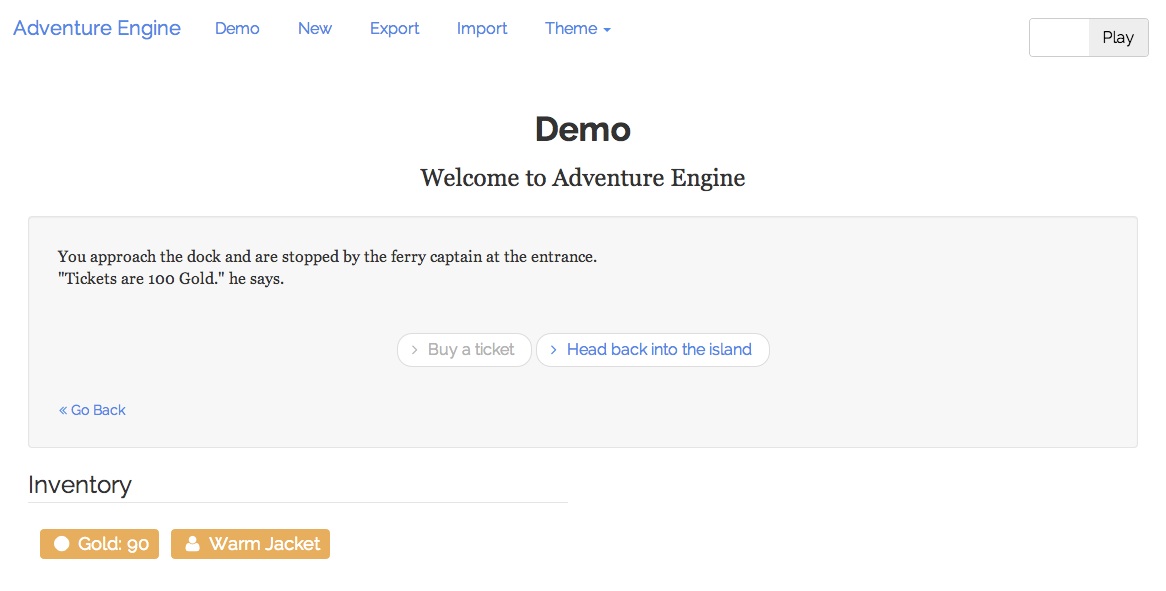 Adventure Engine Demo New Export Import Theme Play
Demo
Welcome to Adventure Engine
You approach the dock and are stopped by the ferry captain at the entrance.
"Tickets are 100 Gold." he says.
Buy a ticket Head back into the island
« Go Back
Inventory
Gold: 90 Warm Jacket